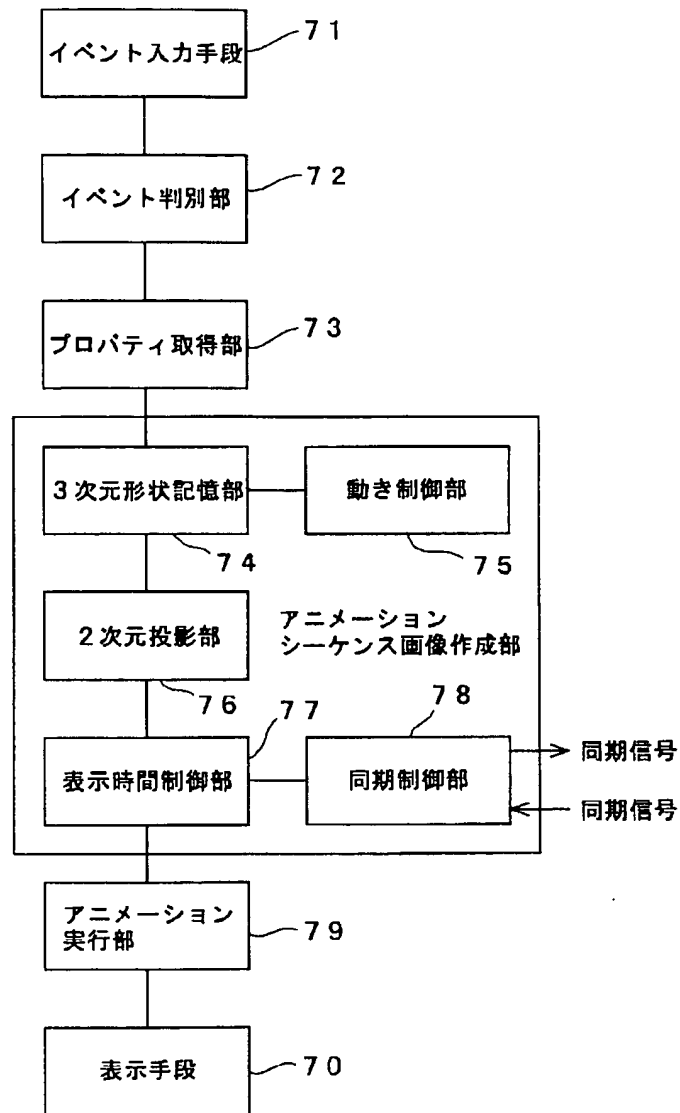 イベント入力手段
71
イベント判別部
72
プロパティ取得部
73
3次元形状記憶部
74
動き制御部
75
2次元投影部
76
アニメーション
シーケンス画像作成部
表示時間制御部
77
同期制御部
78
同期信号
同期信号
アニメーション
実行部
79
表示手段
70